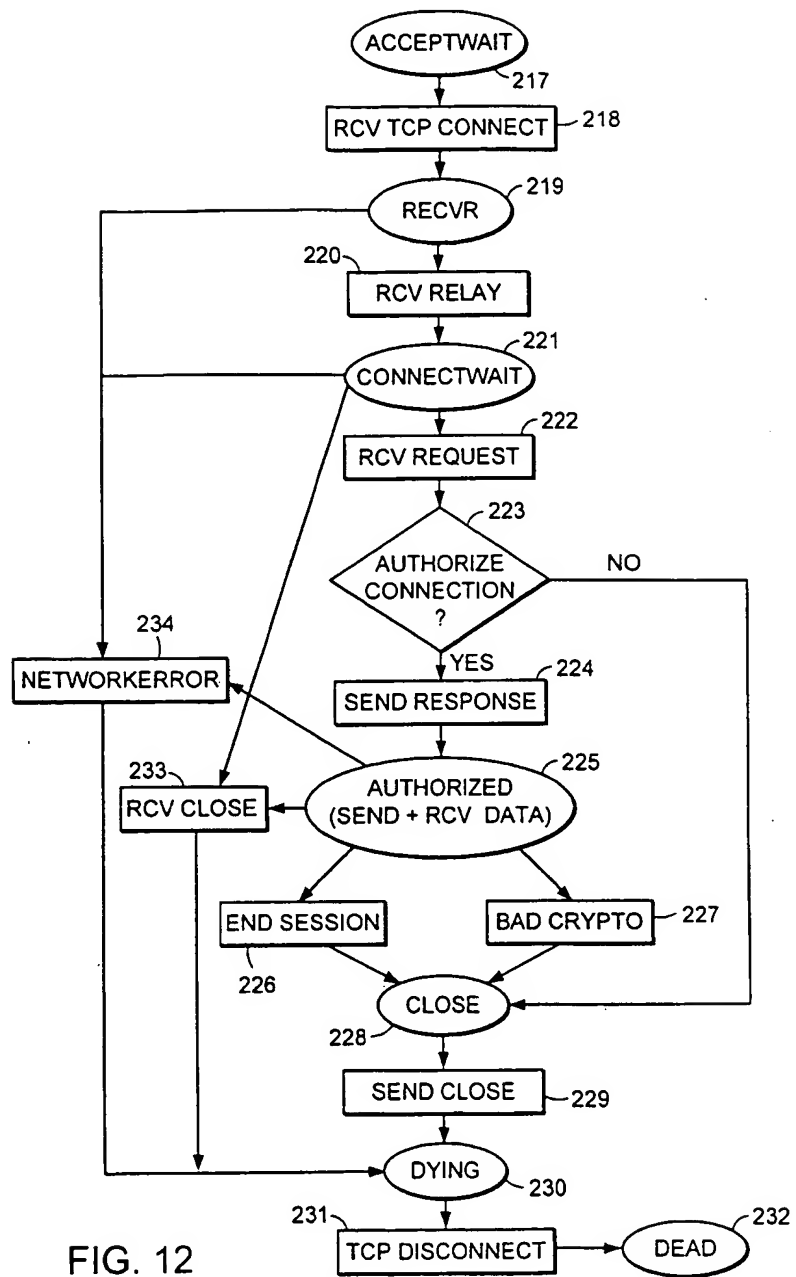 ACCEPTWAIT
217
RCV TCP CONNECT
218
RECVR
219
220
RCV RELAY
221
CONNECTWAIT
222
RCV REQUEST
223
AUTHORIZE
CONNECTION
?
NO
YES
234
NETWORKERROR
224
SEND RESPONSE
233
RCV CLOSE
225
AUTHORIZED
(SEND + RCV DATA)
END SESSION
226
BAD CRYPTO
227
CLOSE
228
SEND CLOSE
229
DYING
230
231
TCP DISCONNECT
232
DEAD
FIG. 12